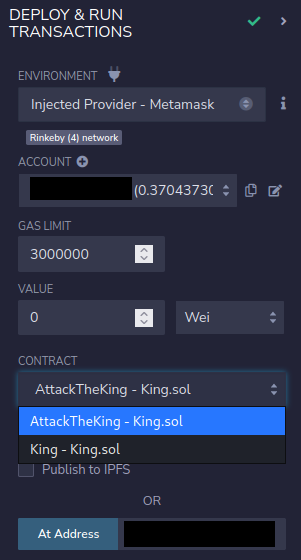 DEPLOY & RUN
TRANSACTIONS
ENVIRONMENT
Injected Provider - Metamask
Rinkeby (4) network
ACCOUNT
(0.37043730
GAS LIMIT
3000000
VALUE
0
Wei
CONTRACT
AttackTheKing - King.sol
AttackTheKing - King.sol
King - King.sol
Publish to IPFS
OR
At Address